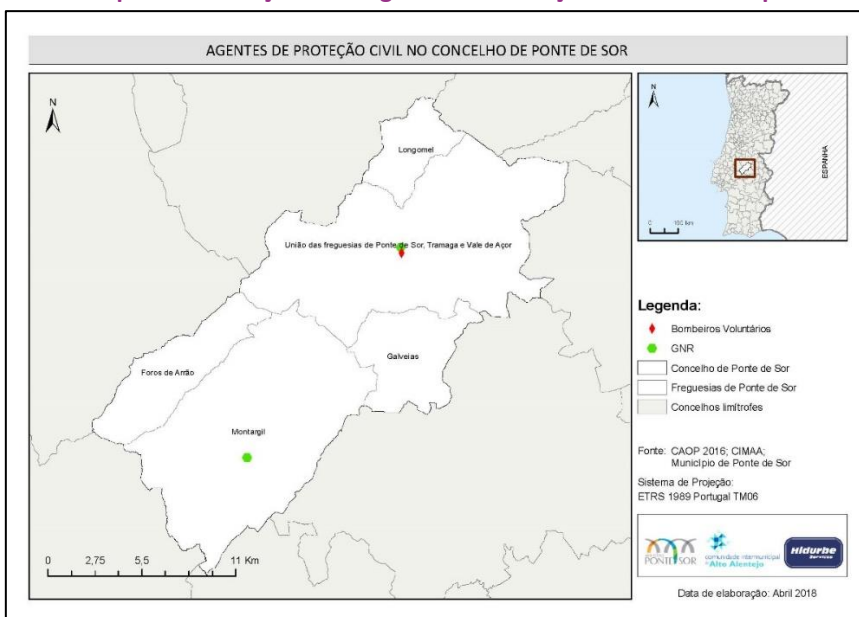 AGENTES DE PROTEÇÃO CIVIL NO CONCELHO DE PONTE DE SOR
N
Longomel
União das freguesias de Ponte de Sor, Tramaga e Vale de Açor
Foros de Arrão
Galveias
Montargil
0 2,75 5,5 11 Km
N
ESPANHA
Legenda:
Bombeiros Voluntários
GNR
Concelho de Ponte de Sor
Freguesias de Ponte de Sor
Concelhos limítrofes
Fonte: CAOP 2016; CIMAA;
Município de Ponte de Sor
Sistema de Projeção:
ETRS 1989 Portugal TM06
PONTE SOR
comunidade intermunicipal
Alto Alentejo
Hidurbe
Serviços
Data de elaboração: Abril 2018